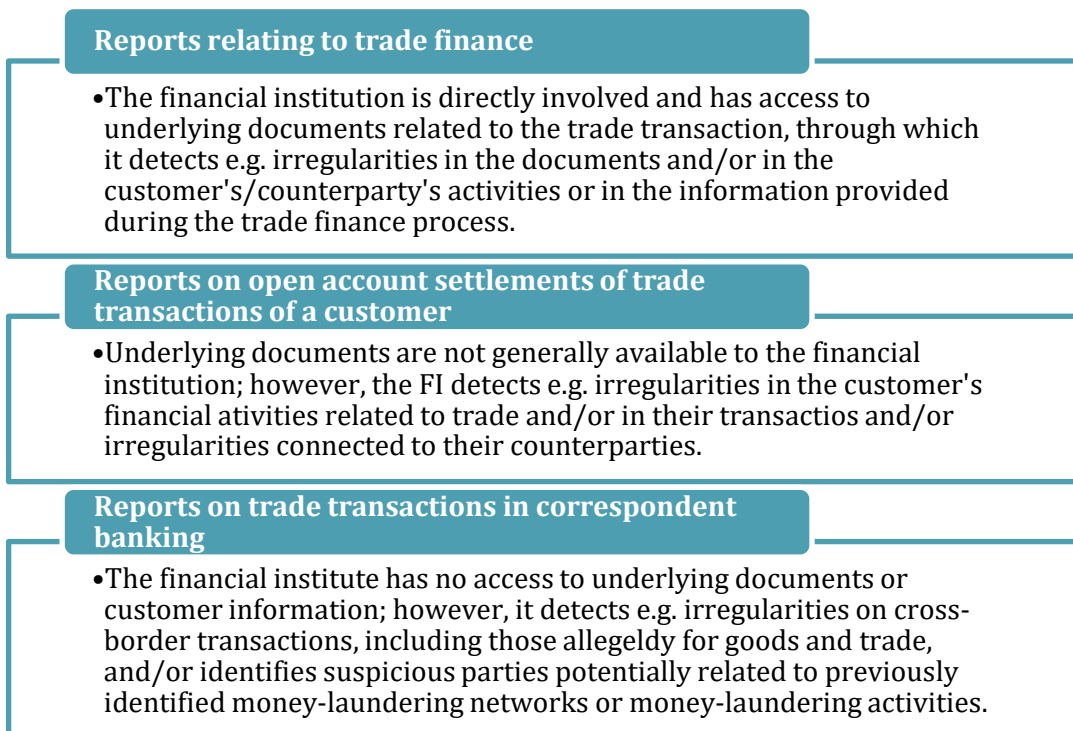 Reports relating to trade finance
•The financial institution is directly involved and has access to
underlying documents related to the trade transaction, through which
it detects e.g. irregularities in the documents and/or in the
customer's/counterparty's activities or in the information provided
during the trade finance process.
Reports on open account settlements of trade
transactions of a customer
•Underlying documents are not generally available to the financial
institution; however, the FI detects e.g. irregularities in the customer's
financial ativities related to trade and/or in their transactios and/or
irregularities connected to their counterparties.
Reports on trade transactions in correspondent
banking
•The financial institute has no access to underlying documents or
customer information; however, it detects e.g. irregularities on cross-
border transactions, including those allegeldy for goods and trade,
and/or identifies suspicious parties potentially related to previously
identified money-laundering networks or money-laundering activities.